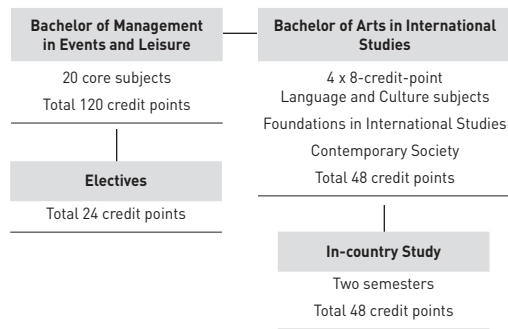 Bachelor of Management
in Events and Leisure
20 core subjects
Total 120 credit points
Electives
Total 24 credit points
Bachelor of Arts in International
Studies
4 x 8-credit-point
Language and Culture subjects
Foundations in International Studies
Contemporary Society
Total 48 credit points
In-country Study
Two semesters
Total 48 credit points